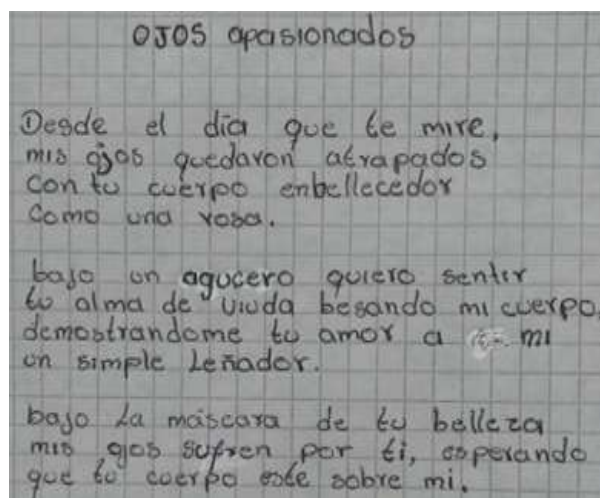 OJOS apasionados
Desde el día que te mire,
mis ojos quedaron atrapados
con tu cuerpo enbellecedor
como una rosa.
bajo un agucero quiero sentir
tu alma de viuda besando mi cuerpo,
demostrandome tu amor a mi
un simple Leñador.
bajo La máscara de tu belleza
mis ojos sufren por ti, esperando
que tu cuerpo este sobre mi.